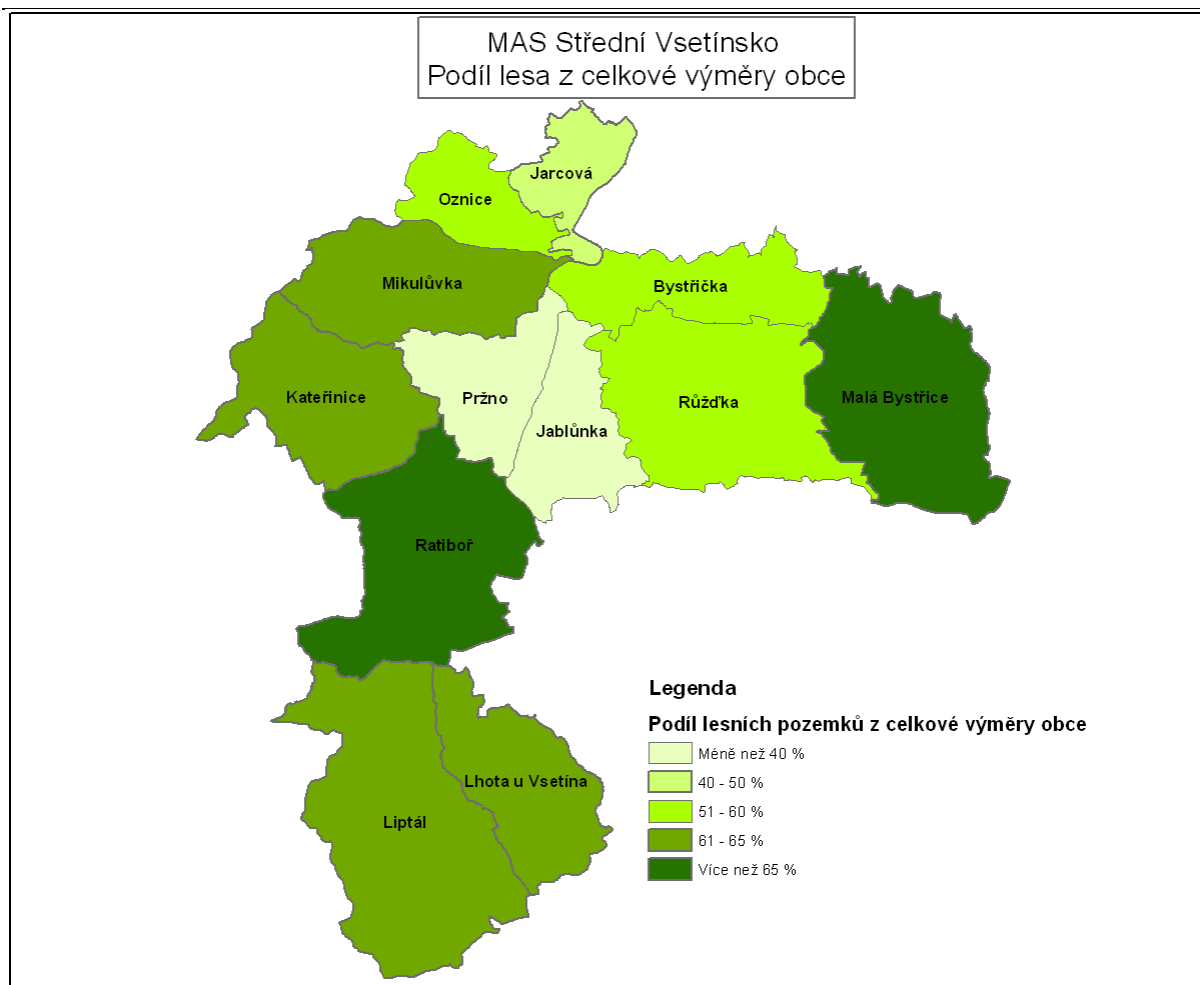 MAS Střední Vsetínsko
Podíl lesa z celkové výměry obce
Jarcová
Oznice
Mikulůvka
Bystřička
Kateřinice
Pržno
Růžďka
Malá Bystřice
Jablůnka
Ratiboř
Lhota u Vsetína
Liptál
Legenda
Podíl lesních pozemků z celkové výměry obce
Méně než 40 %
40 - 50 %
51 - 60 %
61 - 65 %
Více než 65 %